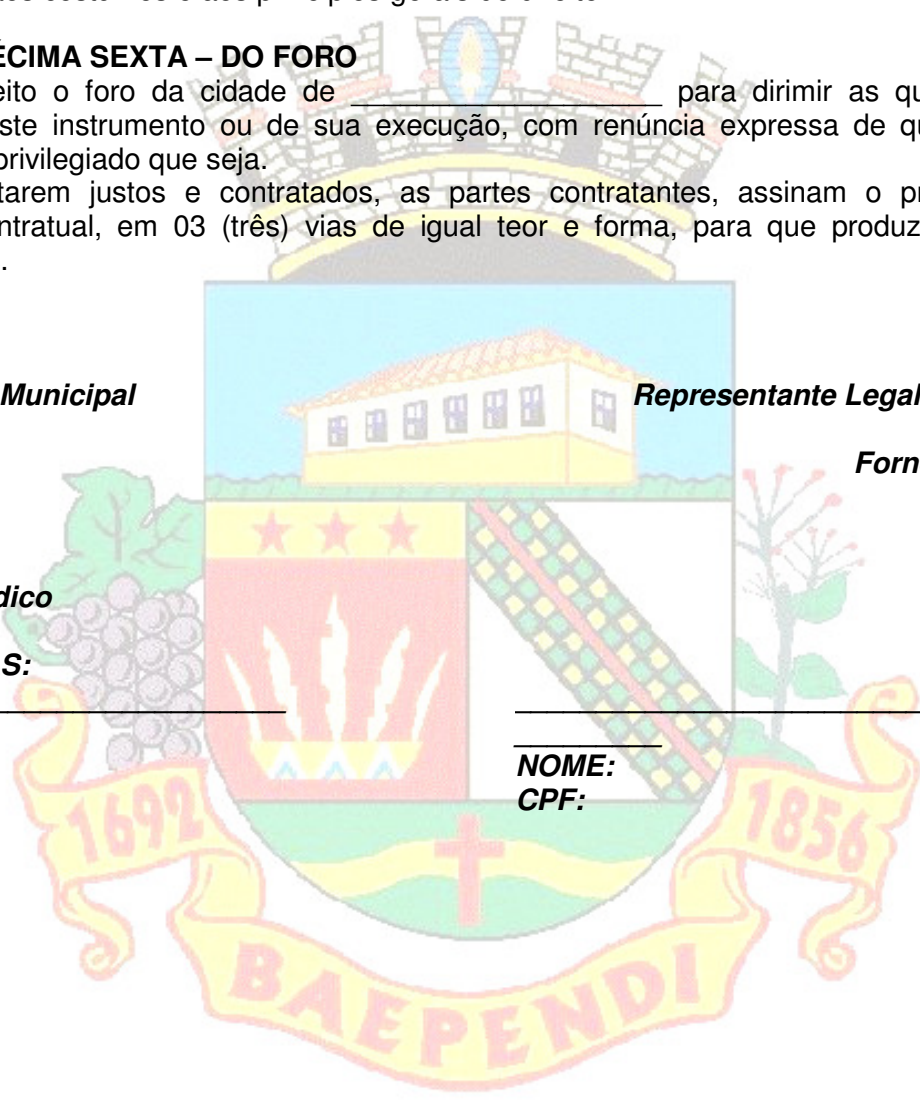 ÉCIMA SEXTA – DO FORO
eito o foro da cidade de ____________________ para dirimir as qu
ste instrumento ou de sua execução, com renúncia expressa de qu
privilegiado que seja.
tarem justos e contratados, as partes contratantes, assinam o pr
ntratual, em 03 (três) vias de igual teor e forma, para que produz
.
Municipal Representante Legal
Forn
dico
S:
NOME:
CPF:
1692
1856
BAEPENDI